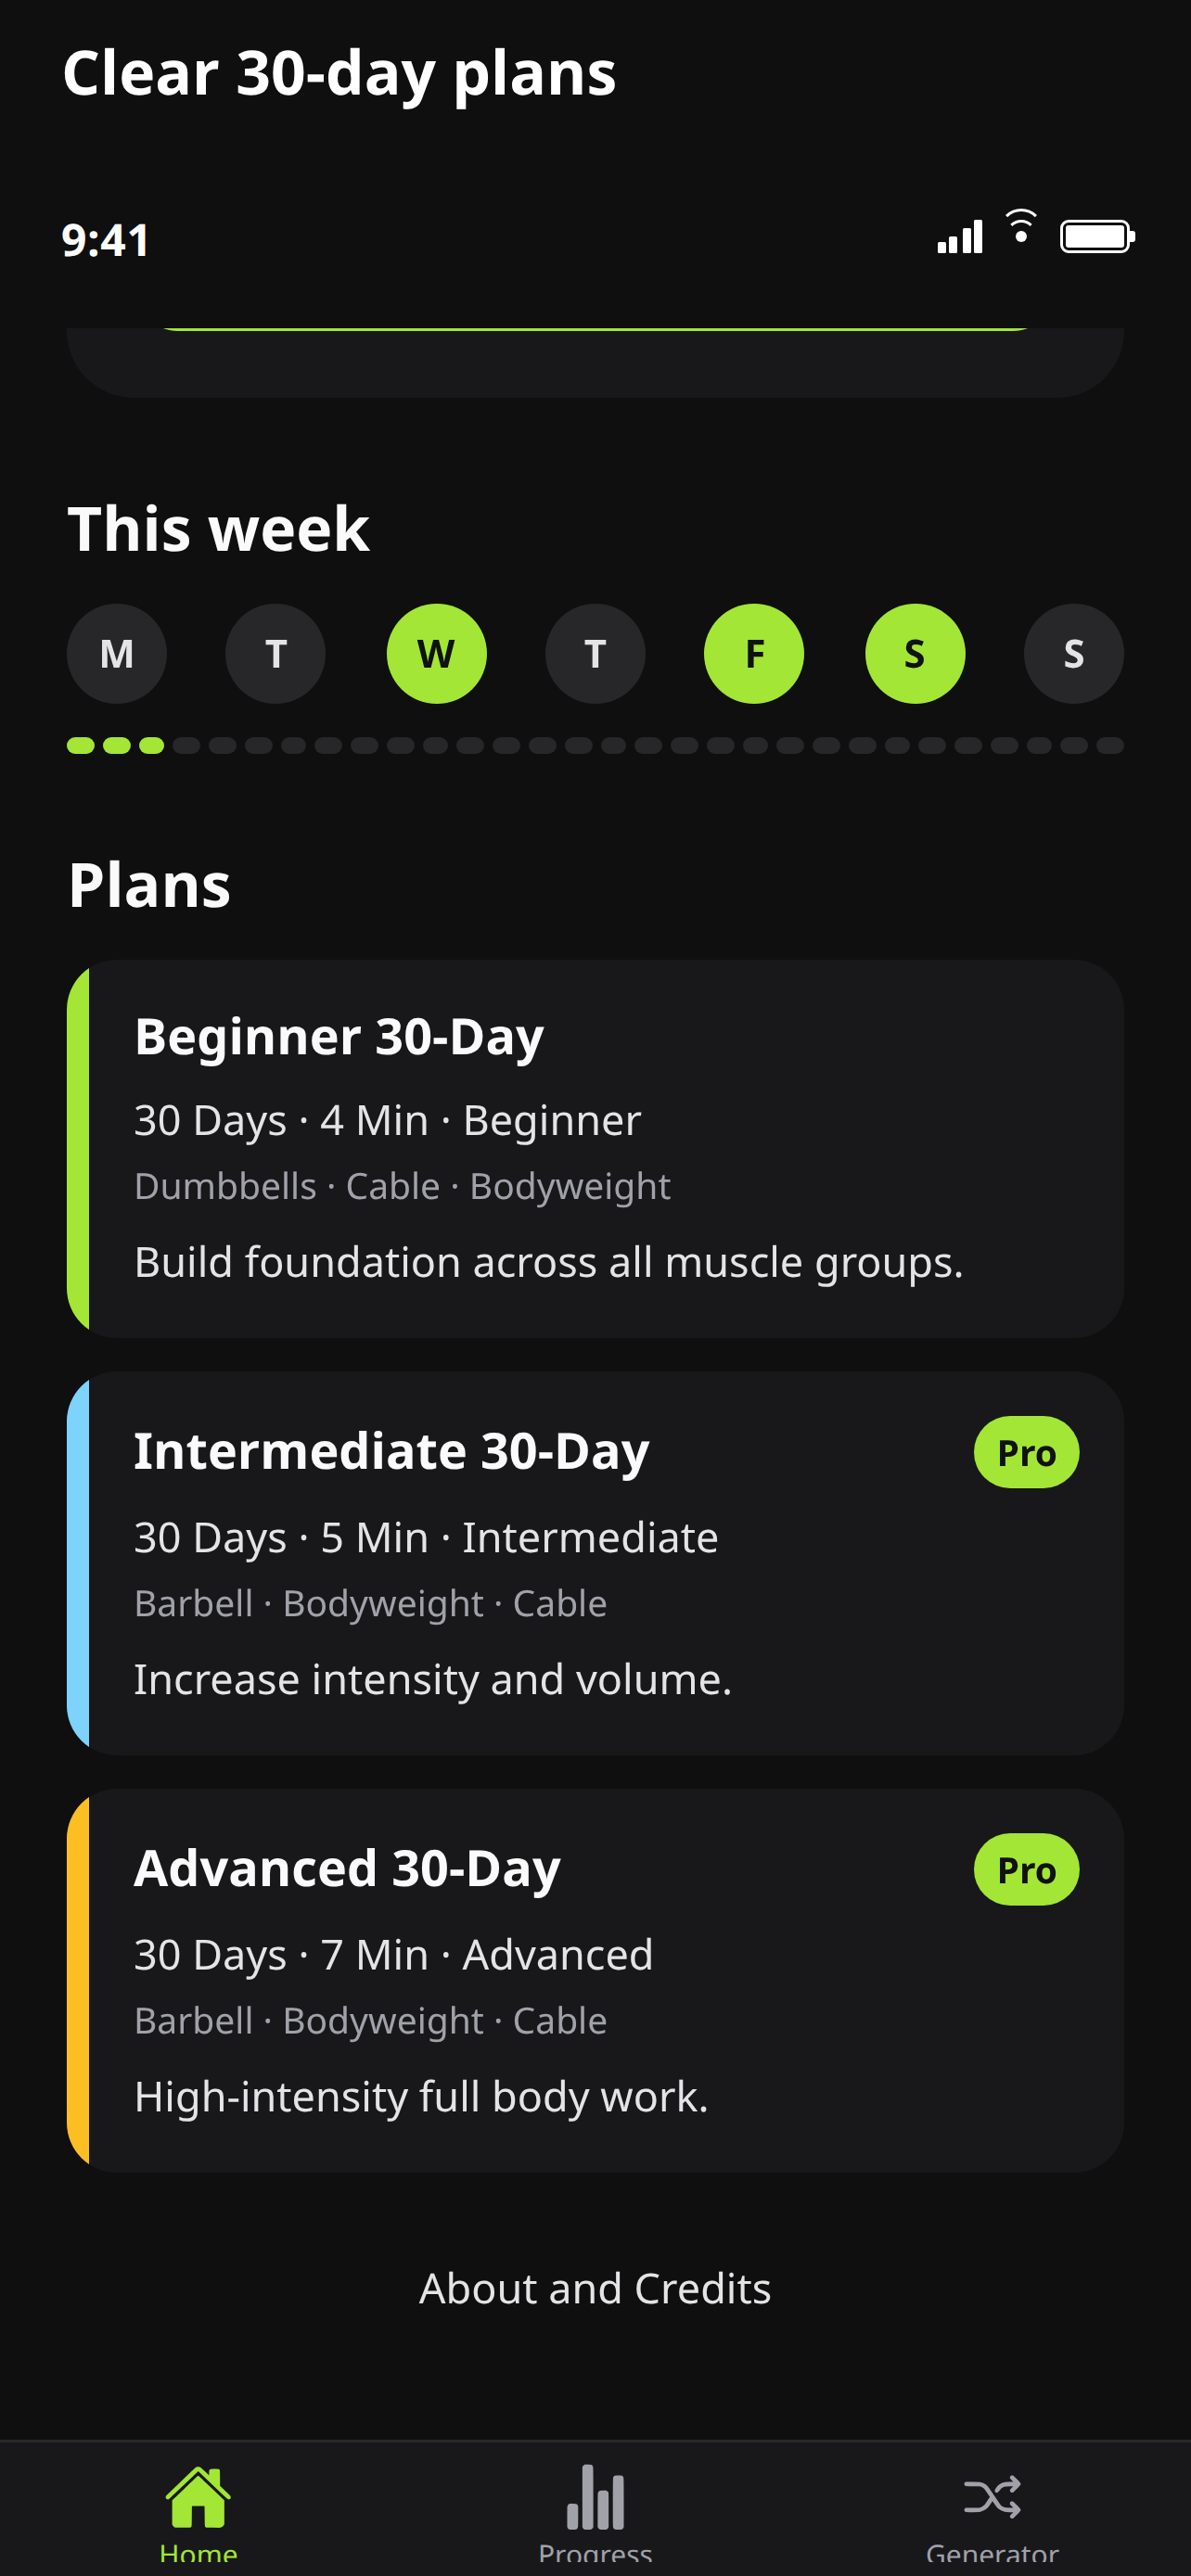 Clear 30-day plans
9:41
This week
M T W T F S S
Plans
Beginner 30-Day
30 Days · 4 Min · Beginner
Dumbbells · Cable · Bodyweight
Build foundation across all muscle groups.
Intermediate 30-Day
Pro
30 Days · 5 Min · Intermediate
Barbell · Bodyweight · Cable
Increase intensity and volume.
Advanced 30-Day
Pro
30 Days · 7 Min · Advanced
Barbell · Bodyweight · Cable
High-intensity full body work.
About and Credits
Home Progress Generator